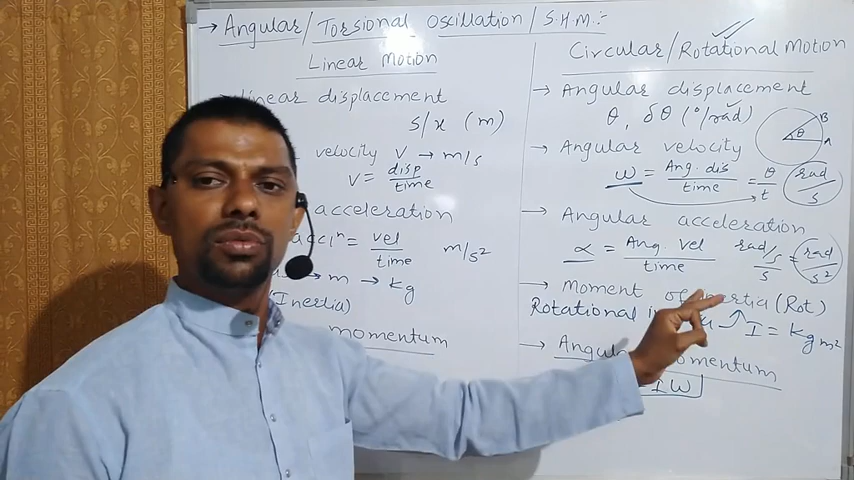 → Angular/Torsional Oscillation/S.H.M:-
Linear Motion
Linear displacement
s/x (m)
velocity v → m/s
v = disp/time
acceleration
accⁿ = vel/time m/s²
→ m → kg
(Inertia)
momentum
Circular/Rotational Motion
→ Angular displacement
θ, δθ (°/rad)
θ
B
A
→ Angular velocity
ω = Ang. dis/time = θ/t rad/s
→ Angular acceleration
α = Ang. vel/time rad/s/s = rad/s²
→ Moment of inertia (Rot)
Rotational I = kg m²
→ Angular momentum
Iω